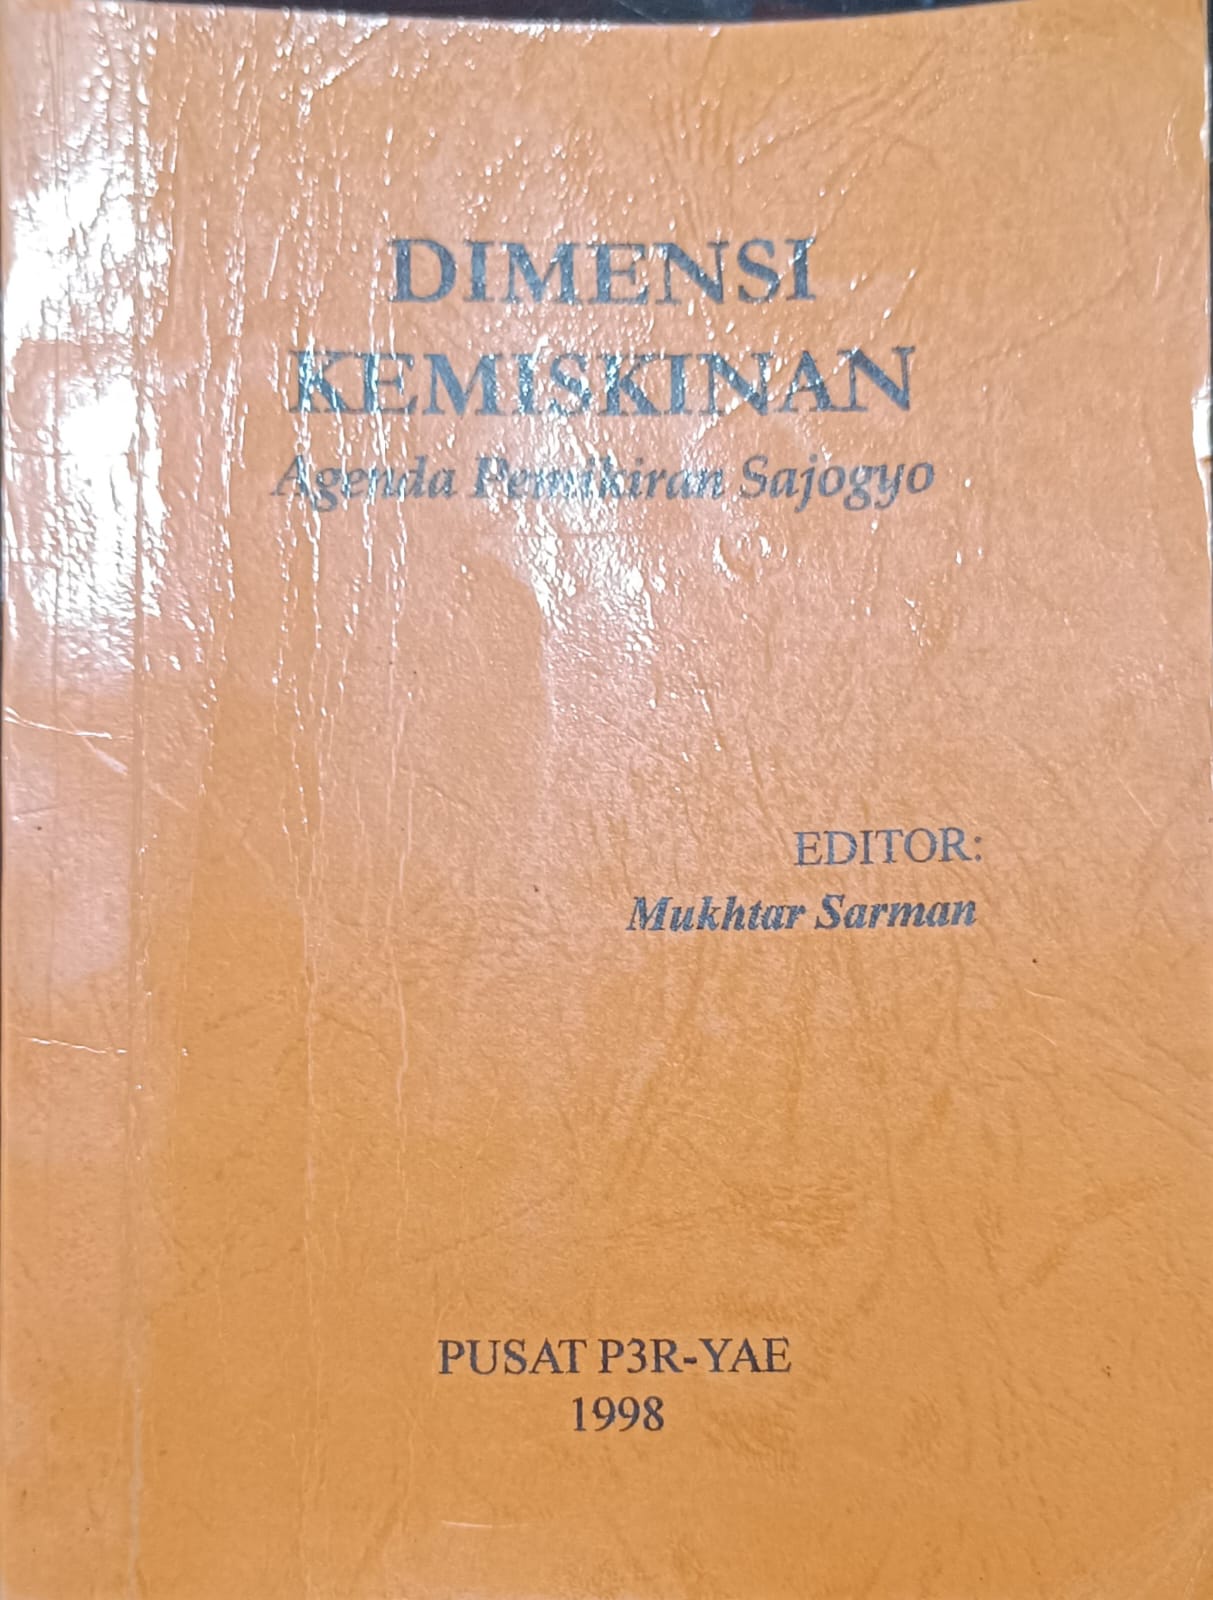 DIMENSI
KEMISKINAN
Agenda Pemikiran Sajogyo
EDITOR:
Mukhtar Sarman
PUSAT P3R-YAE
1998